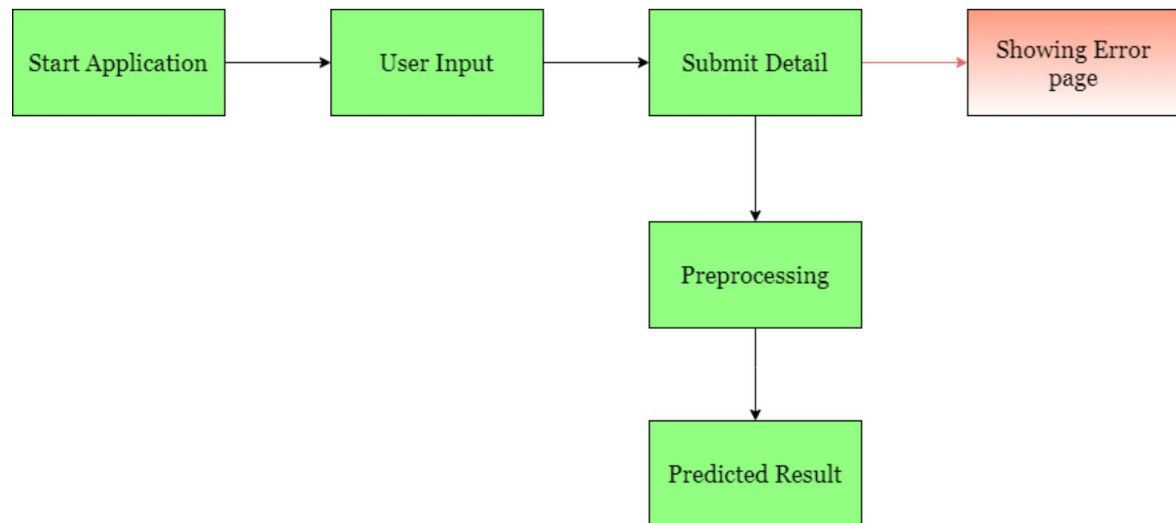 Start Application
User Input
Submit Detail
Showing Error
page
Preprocessing
Predicted Result